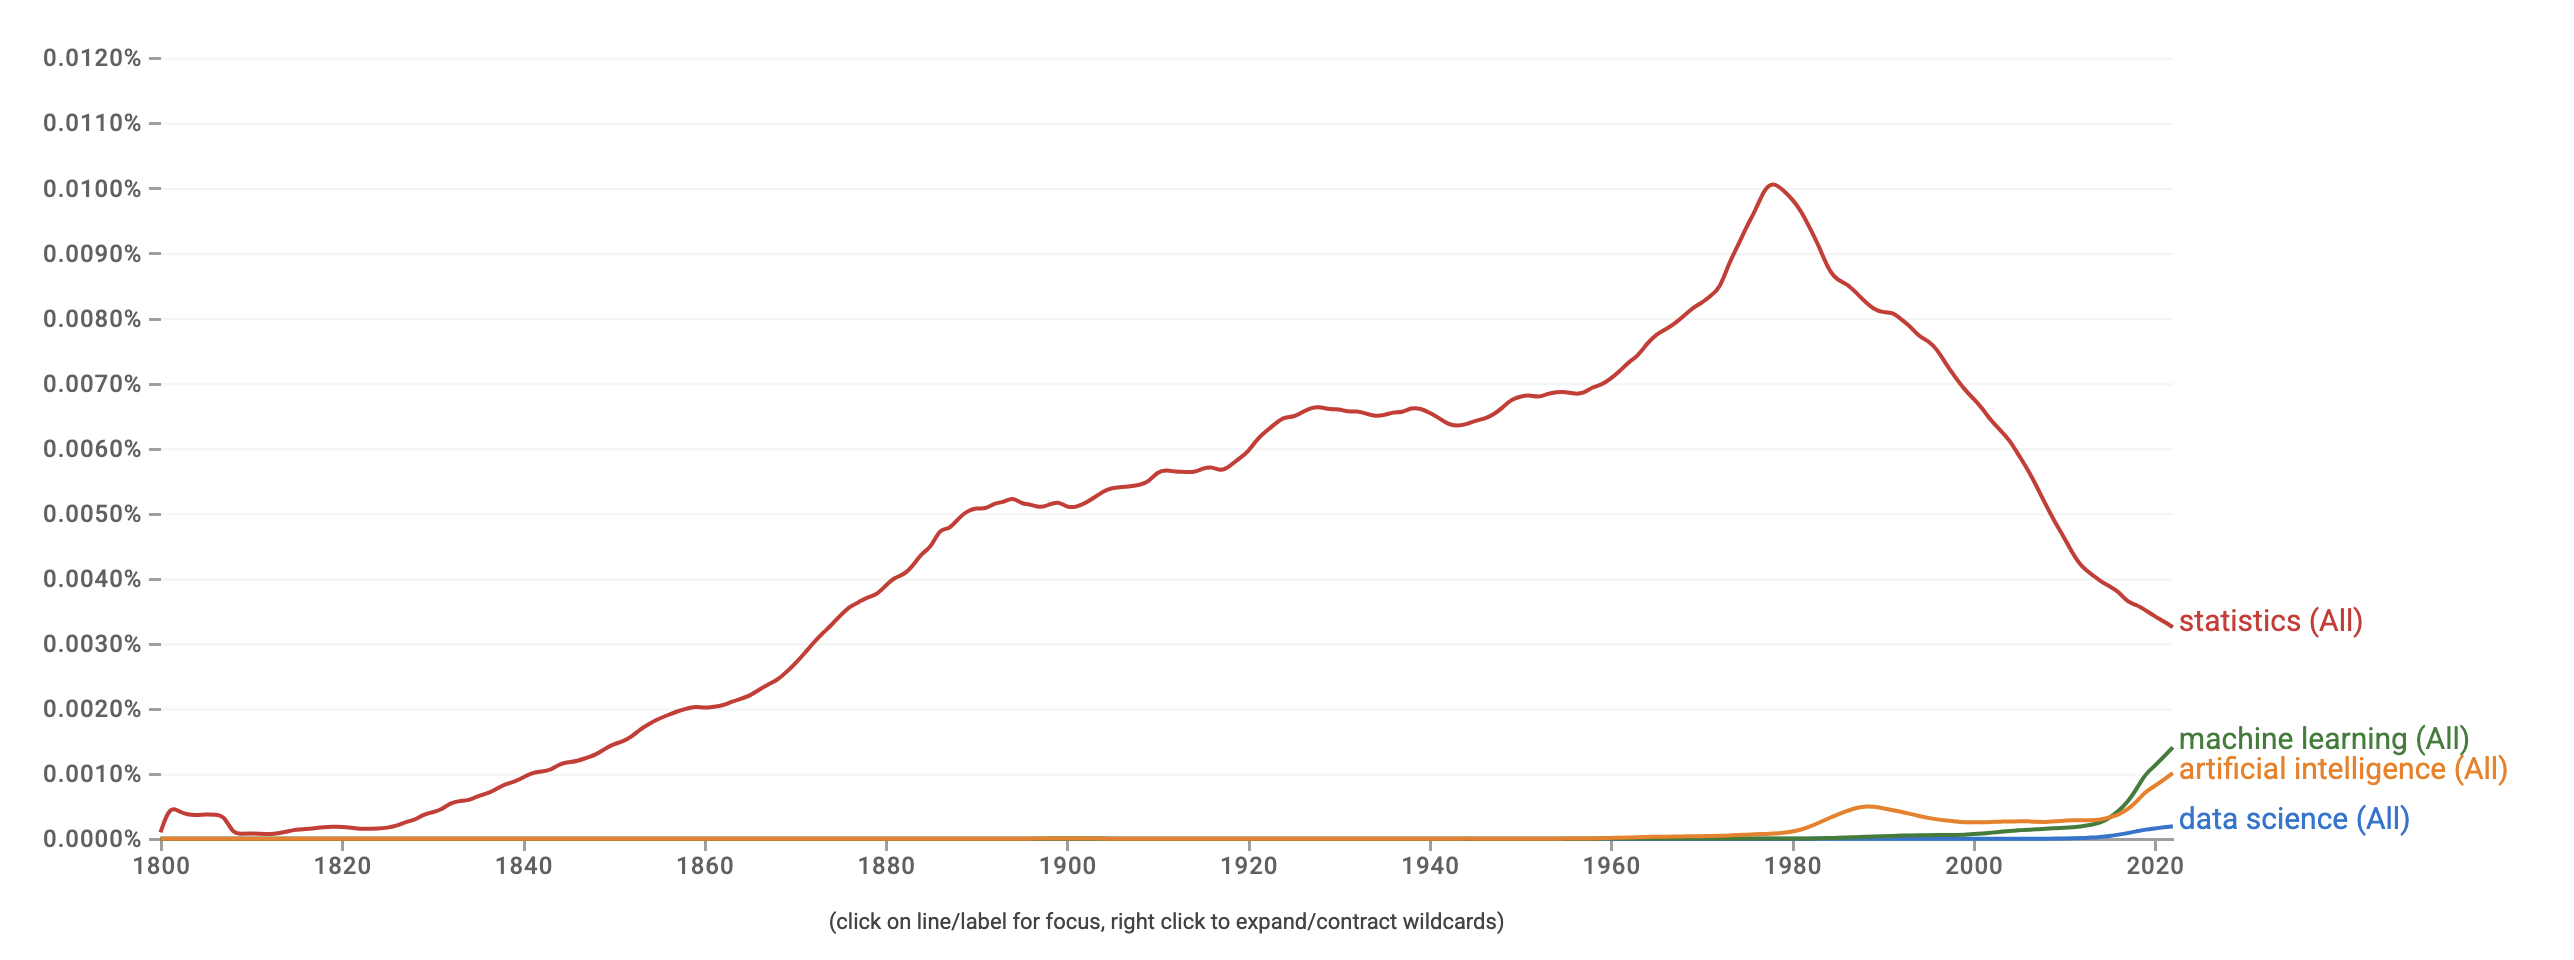 0.0120%
0.0110%
0.0100%
0.0090%
0.0080%
0.0070%
0.0060%
0.0050%
0.0040%
0.0030%
0.0020%
0.0010%
0.0000%
statistics (All)
machine learning (All)
artificial intelligence (All)
data science (All)
1800 1820 1840 1860 1880 1900 1920 1940 1960 1980 2000 2020
(click on line/label for focus, right click to expand/contract wildcards)